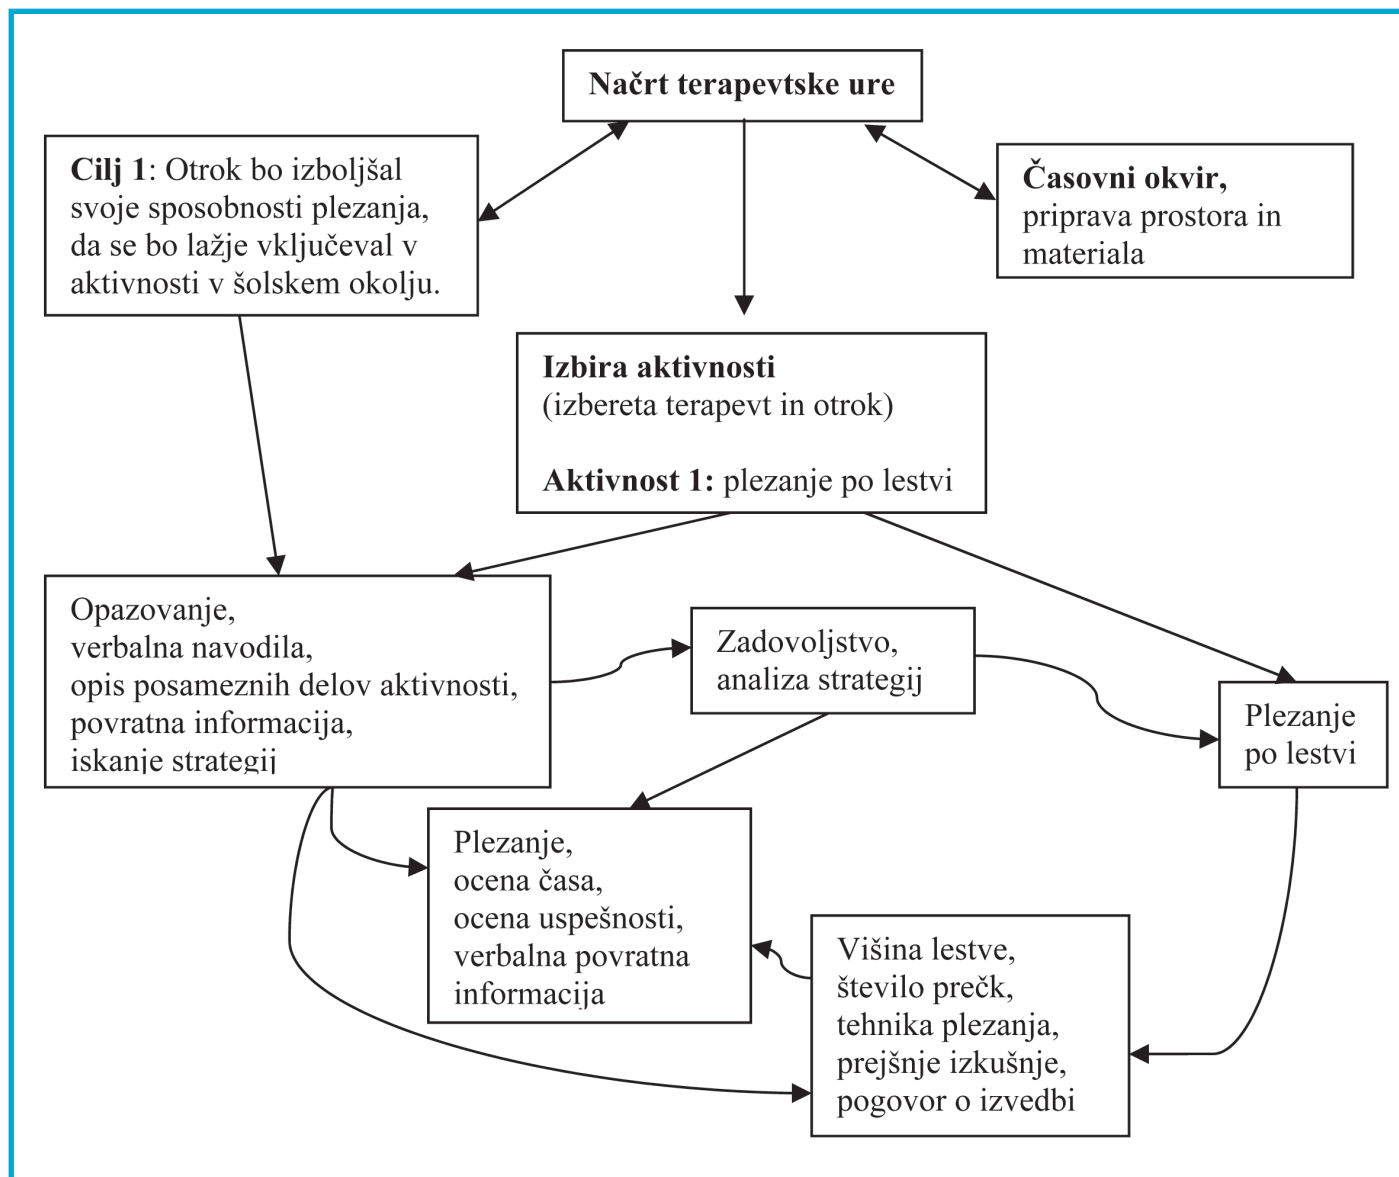 Načrt terapevtske ure
Cilj 1: Otrok bo izboljšal
svoje sposobnosti plezanja,
da se bo lažje vključeval v
aktivnosti v šolskem okolju.
Časovni okvir,
priprava prostora in
materiala
Izbira aktivnosti
(izbereta terapevt in otrok)
Aktivnost 1: plezanje po lestvi
Opazovanje,
verbalna navodila,
opis posameznih delov aktivnosti,
povratna informacija,
iskanje strategij
Zadovoljstvo,
analiza strategij
Plezanje
po lestvi
Plezanje,
ocena časa,
ocena uspešnosti,
verbalna povratna
informacija
Višina lestve,
število prečk,
tehnika plezanja,
prejšnje izkušnje,
pogovor o izvedbi